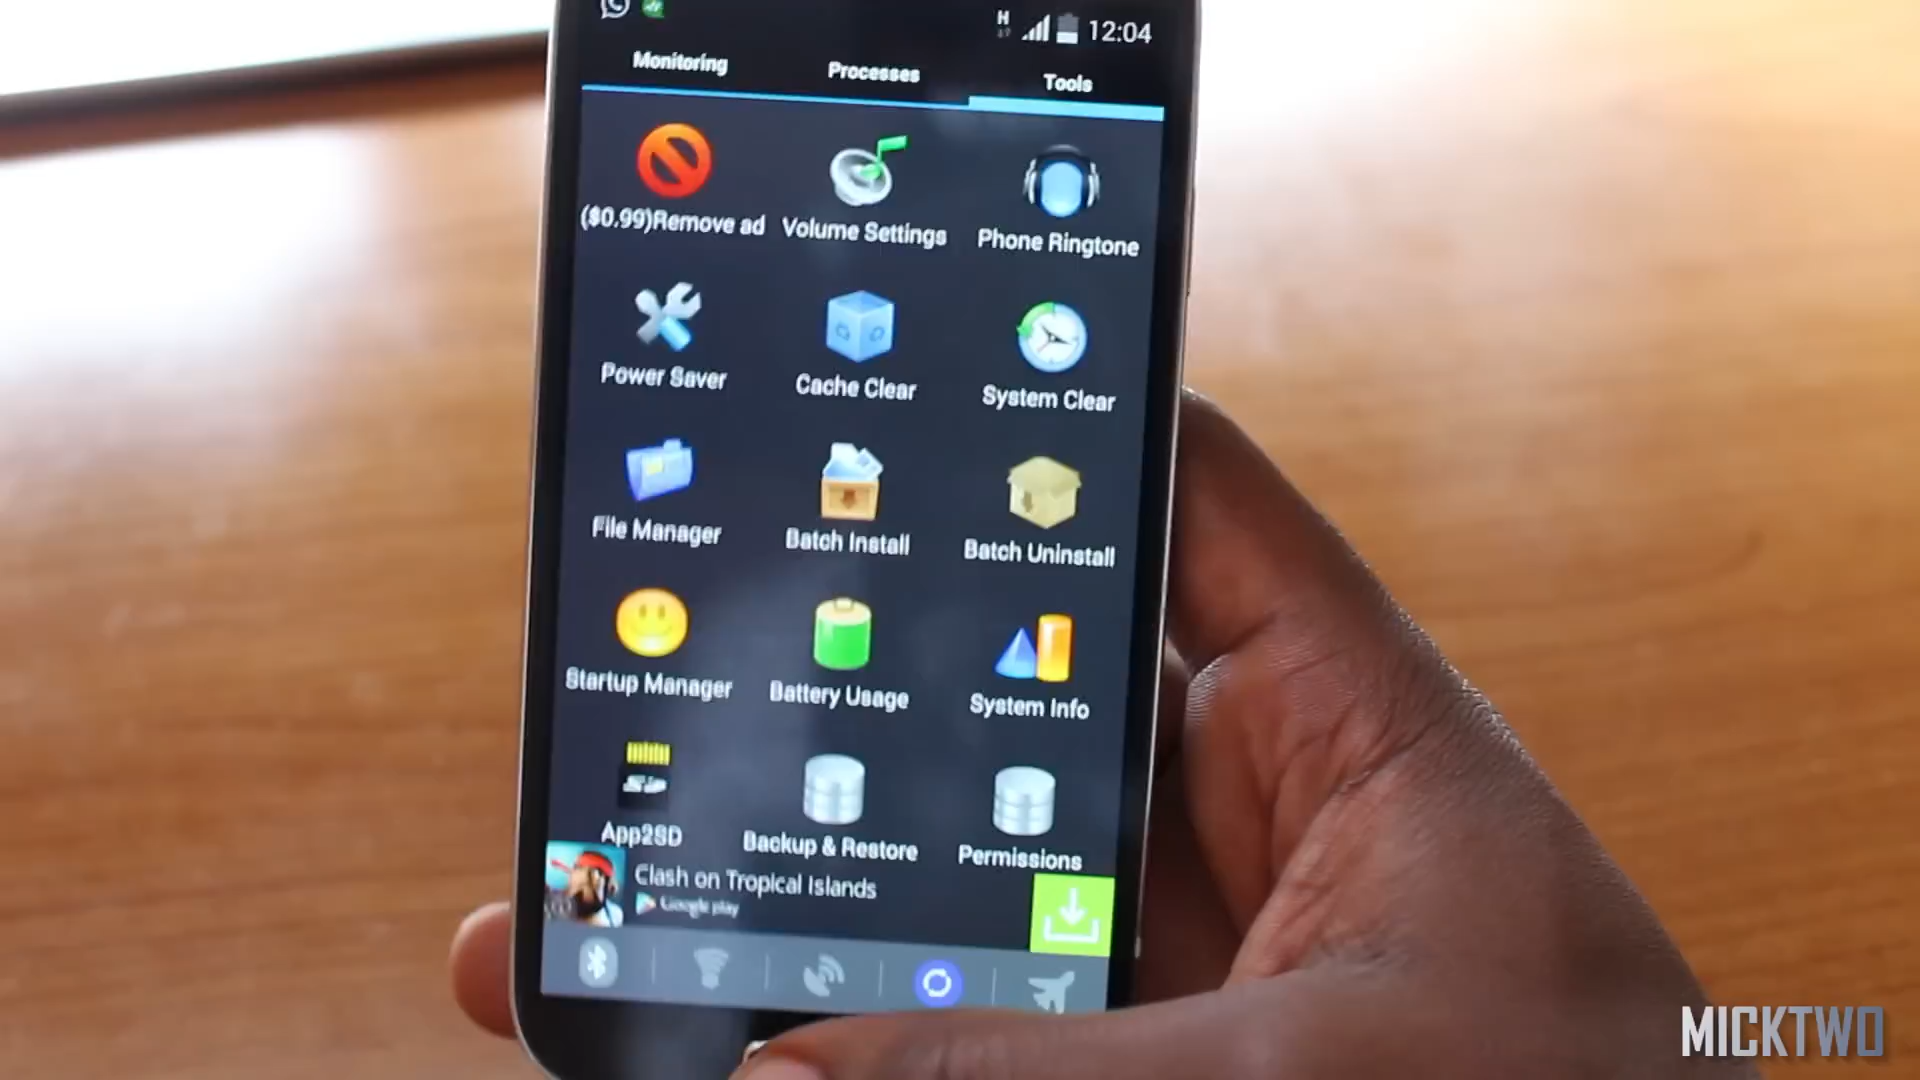 H
12:04
Monitoring
Processes
Tools
($0.99)Remove ad
Volume Settings
Phone Ringtone
Power Saver
Cache Clear
System Clear
File Manager
Batch Install
Batch Uninstall
Startup Manager
Battery Usage
System Info
App2SD
Backup & Restore
Permissions
Clash on Tropical Islands
Google play
MICKTWO